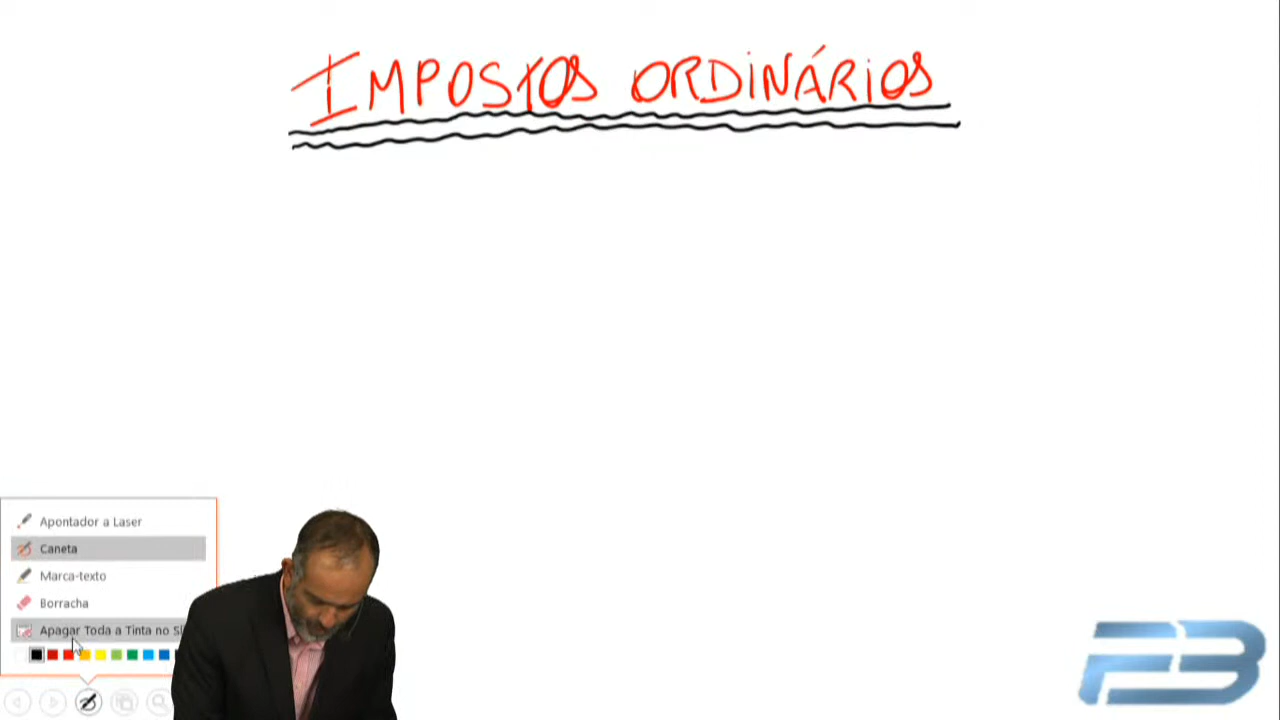 IMPOSTOS ORDINÁRIOS
Apontador a Laser
Caneta
Marca-texto
Borracha
Apagar Toda a Tinta no